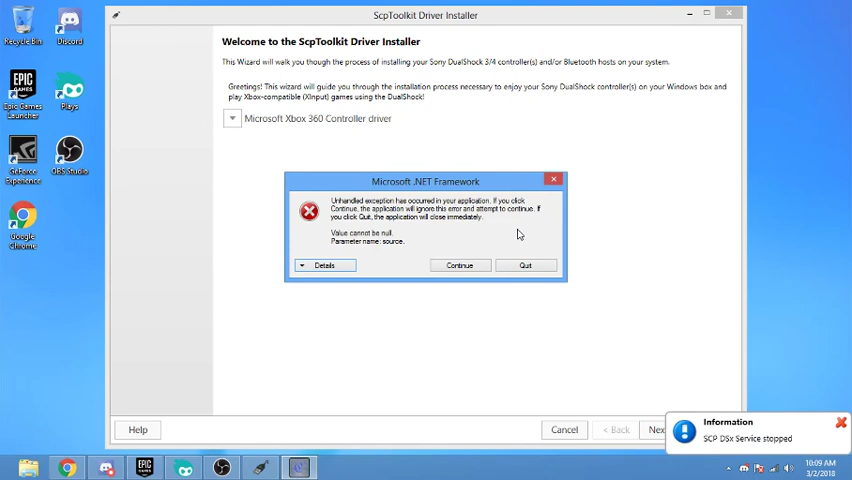 ScpToolkit Driver Installer
Recycle Bin
Discord
Welcome to the ScpToolkit Driver Installer
This Wizard will walk you though the process of installing your Sony DualShock 3/4 controller(s) and/or Bluetooth hosts on your system.
Greetings! This wizard will guide you through the installation process necessary to enjoy your Sony DualShock controller(s) on your Windows box and
play Xbox-compatible (XInput) games using the DualShock!
EPIC
GAMES
Epic Games
Launcher
Plays
Microsoft Xbox 360 Controller driver
GeForce
Experience
OBS Studio
Google
Chrome
Microsoft .NET Framework
Unhandled exception has occurred in your application. If you click
Continue, the application will ignore this error and attempt to continue. If
you click Quit, the application will close immediately.
Value cannot be null.
Parameter name: source.
Details
Continue
Quit
Help
Cancel
< Back
Next
Information
SCP DSx Service stopped
EPIC
10:09 AM
3/2/2018